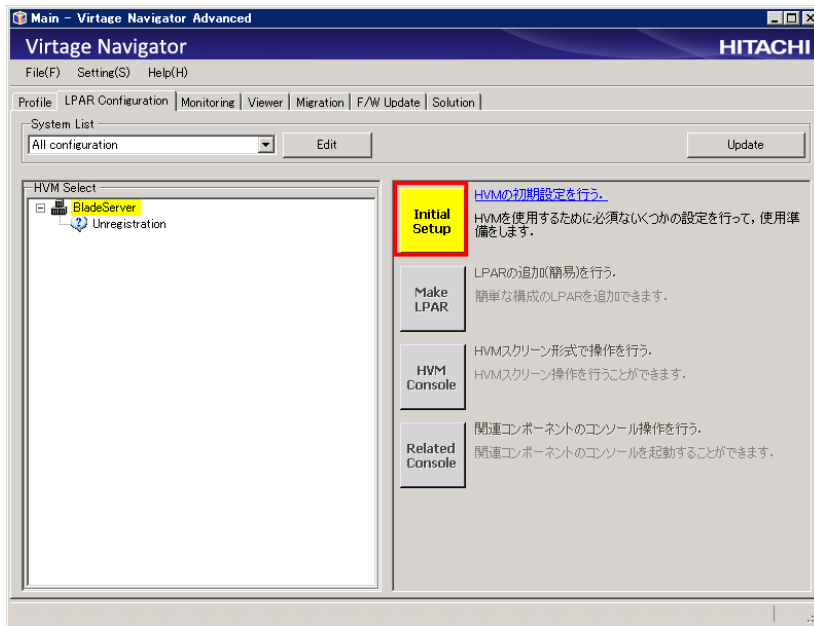 Main - Virtage Navigator Advanced
Virtage Navigator
HITACHI
File(F) Setting(S) Help(H)
Profile LPAR Configuration Monitoring Viewer Migration F/W Update Solution
System List
All configuration Edit Update
HVM Select
BladeServer
Unregistration
Initial
Setup
HVMの初期設定を行う.
HVMを使用するために必須ないくつかの設定を行って, 使用準
備をします.
Make
LPAR
LPARの追加(簡易)を行う.
簡単な構成のLPARを追加できます.
HVM
Console
HVMスクリーン形式で操作を行う.
HVMスクリーン操作を行うことができます.
Related
Console
関連コンポーネントのコンソール操作を行う.
関連コンポーネントのコンソールを起動することができます.